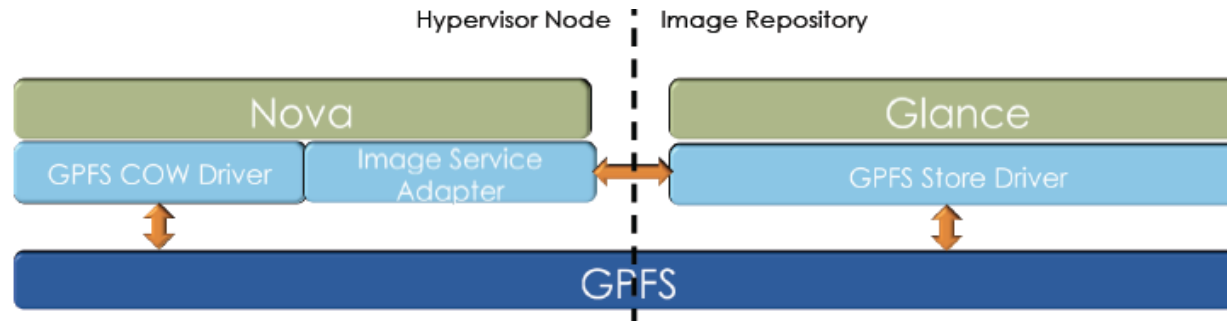 Hypervisor Node
Image Repository
Nova
Glance
GPFS COW Driver
Image Service
Adapter
GPFS Store Driver
GPFS